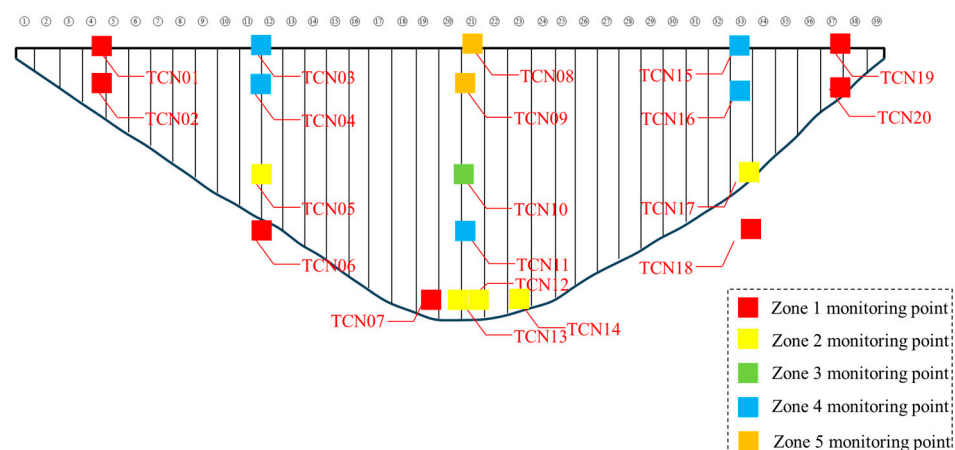 ① ② ③ ④ ⑤ ⑥ ⑦ ⑧ ⑨ ⑩ ⑪ ⑫ ⑬ ⑭ ⑮ ⑯ ⑰ ⑱ ⑲ ⑳ ㉑ ㉒ ㉓ ㉔ ㉕ ㉖ ㉗ ㉘ ㉙ ㉚ ㉛ ㉜ ㉝ ㉞ ㉟ ㊱ ㊲ ㊳ ㊴
TCN01
TCN03
TCN08
TCN15
TCN19
TCN02
TCN04
TCN09
TCN16
TCN20
TCN05
TCN10
TCN17
TCN06
TCN11
TCN18
TCN12
TCN07
TCN13
TCN14
Zone 1 monitoring point
Zone 2 monitoring point
Zone 3 monitoring point
Zone 4 monitoring point
Zone 5 monitoring point